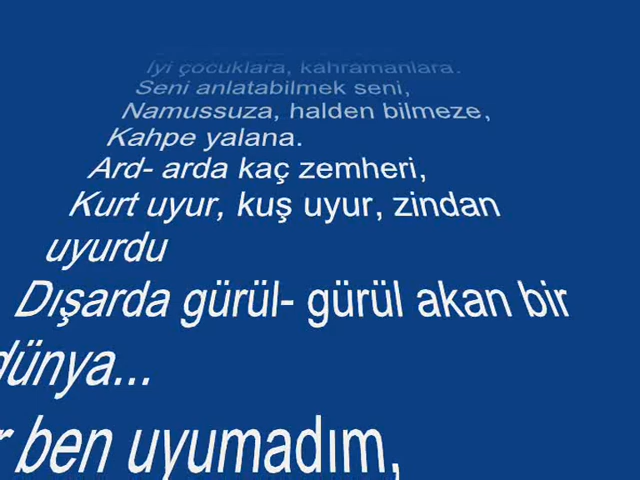 İyi çocuklara, kahramanlara.
Seni anlatabilmek seni,
Namussuza, halden bilmeze,
Kahpe yalana.
Ard- arda kaç zemheri,
Kurt uyur, kuş uyur, zindan
uyurdu
Dışarda gürül- gürül akan bir
dünya...
ben uyumadım,